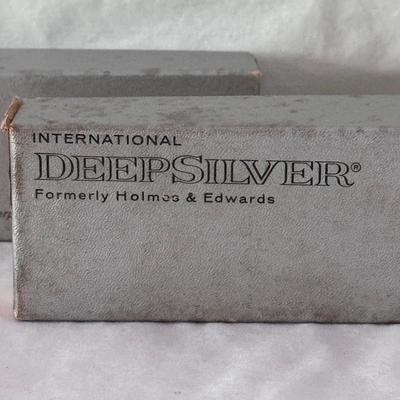 INTERNATIONAL
DEEPSILVER®
Formerly Holmes & Edwards